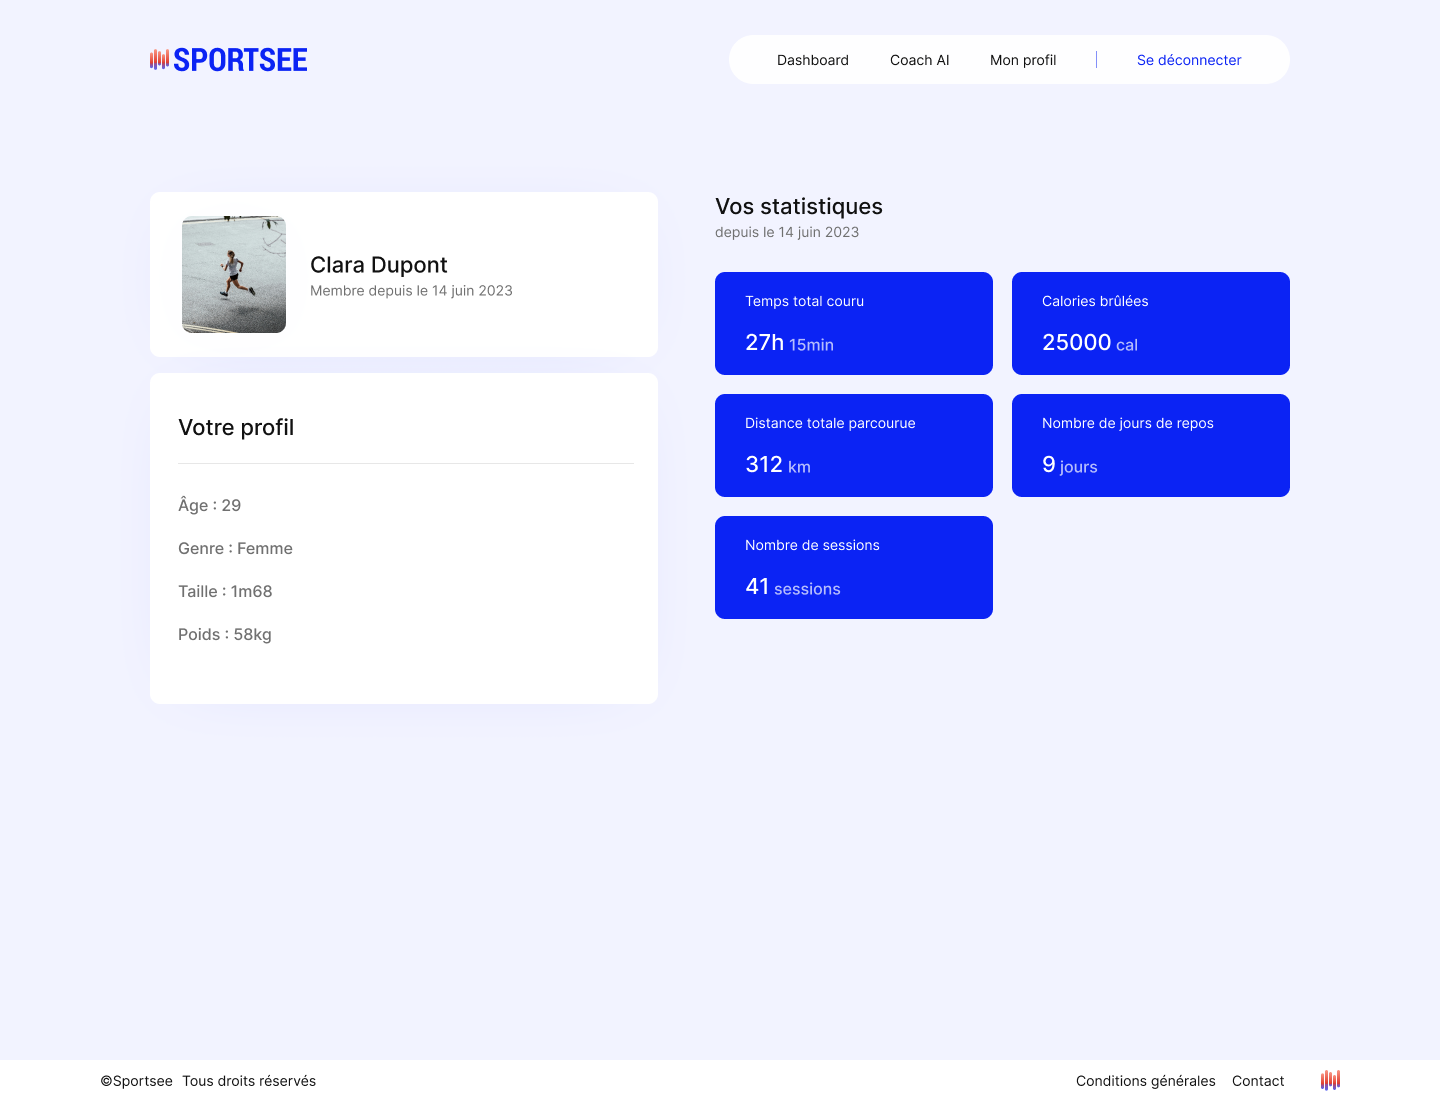 SPORTSEE
Dashboard Coach AI Mon profil Se déconnecter
Clara Dupont
Membre depuis le 14 juin 2023
Votre profil
Âge : 29
Genre : Femme
Taille : 1m68
Poids : 58kg
Vos statistiques
depuis le 14 juin 2023
Temps total couru
27h 15min
Calories brûlées
25000 cal
Distance totale parcourue
312 km
Nombre de jours de repos
9 jours
Nombre de sessions
41 sessions
©Sportsee Tous droits réservés
Conditions générales Contact